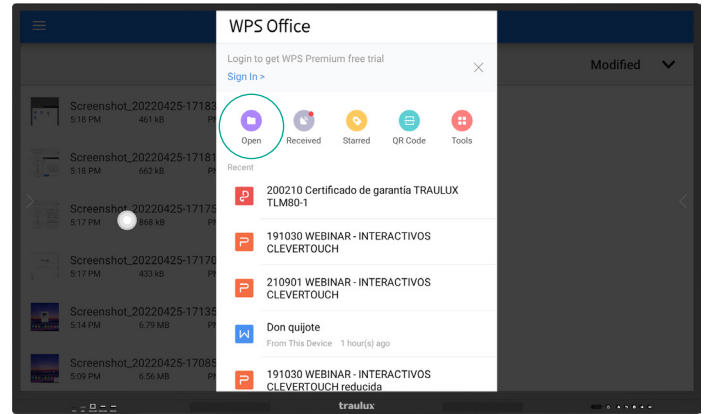 WPS Office
Login to get WPS Premium free trial
Sign In >
Modified
Open Received Starred QR Code Tools
Recent
Screenshot_20220425-17183
5:18 PM 461 kB
200210 Certificado de garantía TRAULUX
TLM80-1
Screenshot_20220425-17181
5:18 PM 662 kB
191030 WEBINAR - INTERACTIVOS
CLEVERTOUCH
Screenshot_20220425-17175
5:17 PM 868 kB
210901 WEBINAR - INTERACTIVOS
CLEVERTOUCH
Screenshot_20220425-17170
5:17 PM 433 kB
Don quijote
From This Device 1 hour(s) ago
Screenshot_20220425-17135
5:14 PM 6.79 MB
191030 WEBINAR - INTERACTIVOS
CLEVERTOUCH reducida
Screenshot_20220425-17085
5:09 PM 6.56 MB
traulux